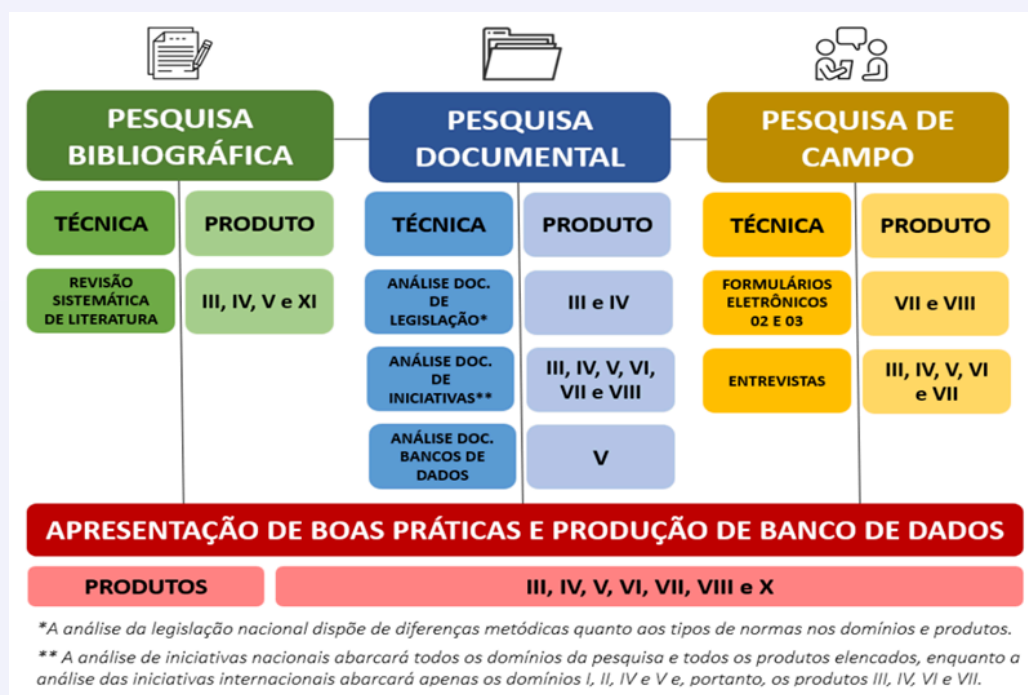 PESQUISA
BIBLIOGRÁFICA
PESQUISA
DOCUMENTAL
PESQUISA DE
CAMPO
TÉCNICA
PRODUTO
TÉCNICA
PRODUTO
TÉCNICA
PRODUTO
REVISÃO
SISTEMÁTICA
DE LITERATURA
III, IV, V e XI
ANÁLISE DOC.
DE
LEGISLAÇÃO*
III e IV
FORMULÁRIOS
ELETRÔNICOS
02 E 03
VII e VIII
ANÁLISE DOC.
DE
INICIATIVAS**
III, IV, V, VI,
VII e VIII
ENTREVISTAS
III, IV, V, VI
e VII
ANÁLISE DOC.
BANCOS DE
DADOS
V
APRESENTAÇÃO DE BOAS PRÁTICAS E PRODUÇÃO DE BANCO DE DADOS
PRODUTOS
III, IV, V, VI, VII, VIII e X
*A análise da legislação nacional dispõe de diferenças metódicas quanto aos tipos de normas nos domínios e produtos.
** A análise de iniciativas nacionais abarcará todos os domínios da pesquisa e todos os produtos elencados, enquanto a
análise das iniciativas internacionais abarcará apenas os domínios I, II, IV e V e, portanto, os produtos III, IV, VI e VII.